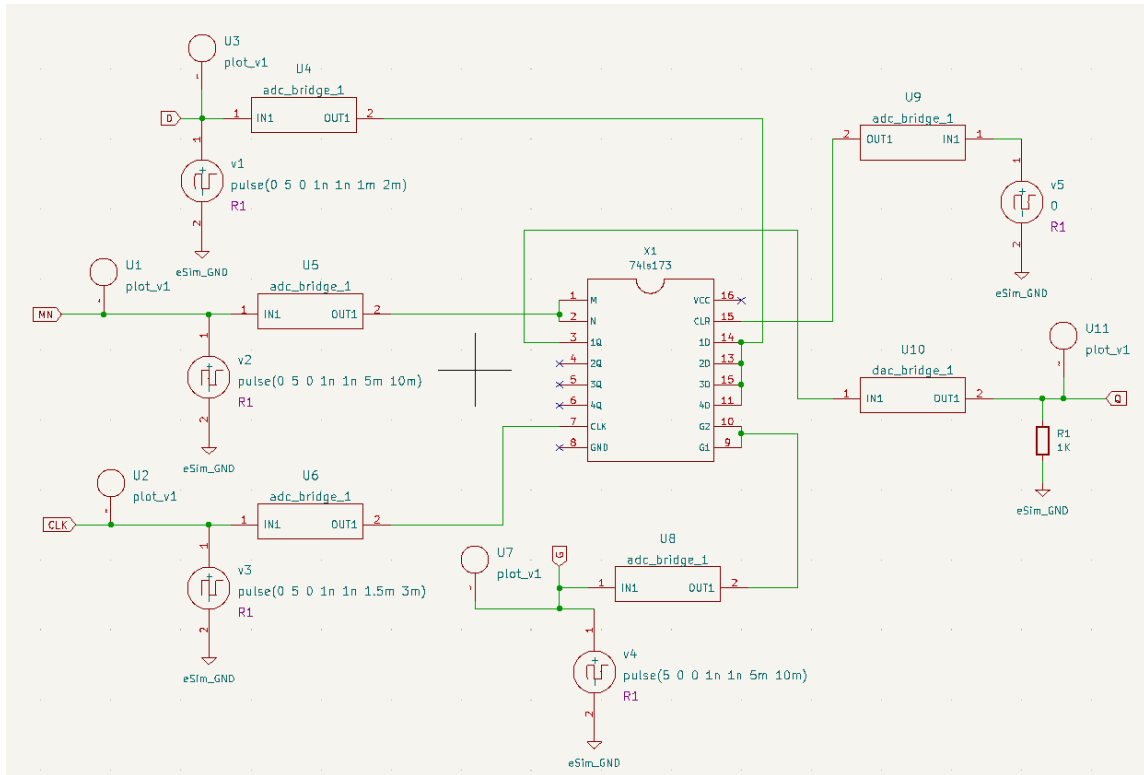 U3
plot_v1
U4
adc_bridge_1
D
1 IN1 OUT1 2
1
v1
pulse(0 5 0 1n 1n 1m 2m)
R1
2
eSim_GND
U9
adc_bridge_1
2 OUT1 IN1 1
1
v5
0
R1
2
eSim_GND
U1
plot_v1
U5
adc_bridge_1
MN
1 IN1 OUT1 2
1
v2
pulse(0 5 0 1n 1n 5m 10m)
R1
2
eSim_GND
X1
74ls173
1 M VCC 16
2 N CLR 15
3 1Q 1D 14
4 2Q 2D 13
5 3Q 3D 15
6 4Q 4D 11
7 CLK G2 10
8 GND G1 9
U11
plot_v1
U10
dac_bridge_1
1 IN1 OUT1 2
Q
R1
1K
eSim_GND
U2
plot_v1
U6
adc_bridge_1
CLK
1 IN1 OUT1 2
1
v3
pulse(0 5 0 1n 1n 1.5m 3m)
R1
2
eSim_GND
U7
plot_v1
G
U8
adc_bridge_1
1 IN1 OUT1 2
1
v4
pulse(5 0 0 1n 1n 5m 10m)
R1
2
eSim_GND